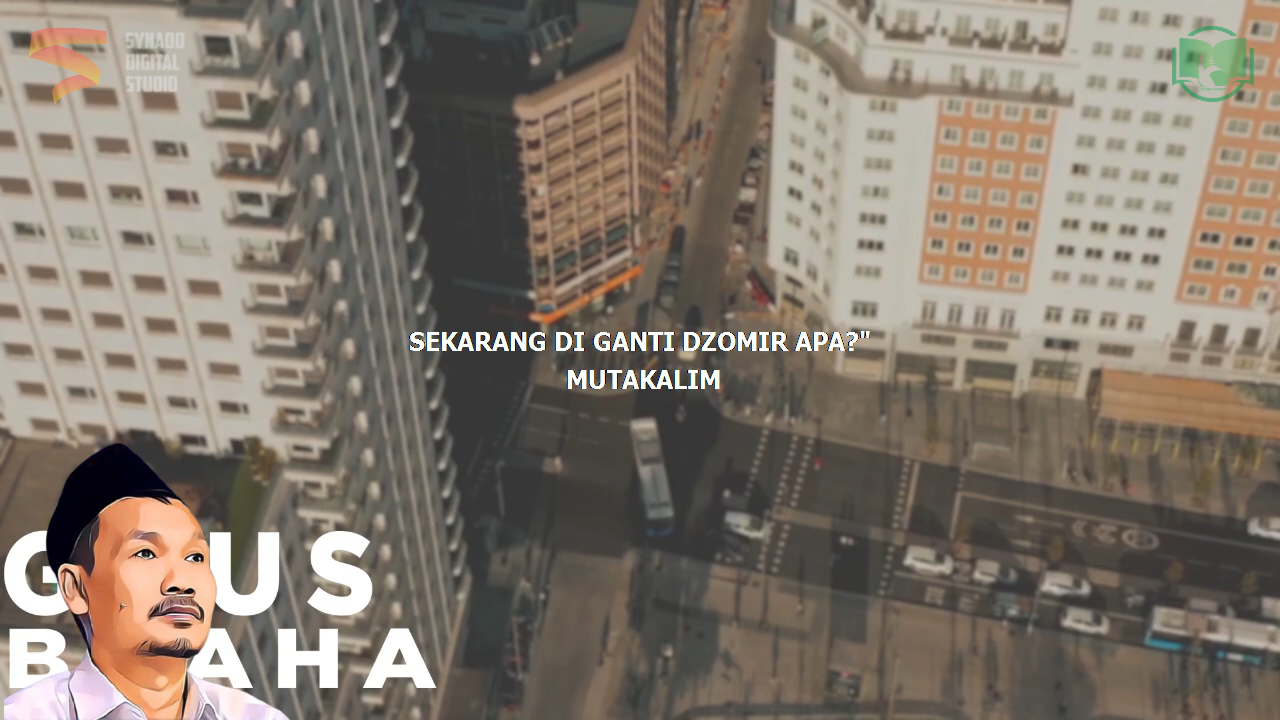 SYNADO
DIGITAL
STUDIO
SEKARANG DI GANTI DZOMIR APA?"
MUTAKALIM
GUS
BAHA